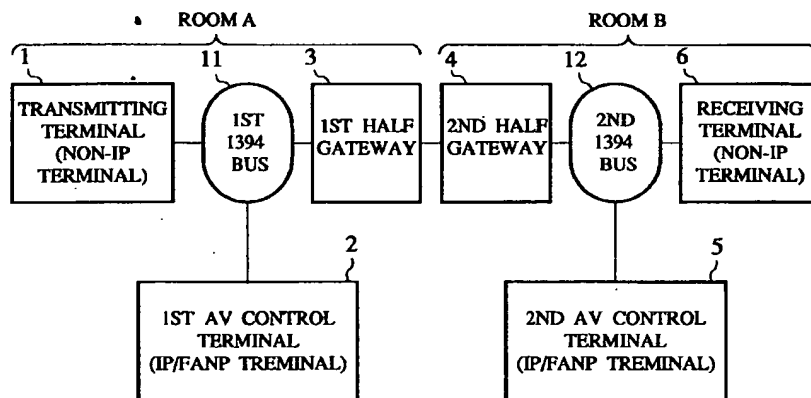 ROOM A
ROOM B
1
11
3
4
12
6
TRANSMITTING
TERMINAL
(NON-IP
TERMINAL)
1ST
1394
BUS
1ST HALF
GATEWAY
2ND HALF
GATEWAY
2ND
1394
BUS
RECEIVING
TERMINAL
(NON-IP
TERMINAL)
2
5
1ST AV CONTROL
TERMINAL
(IP/FANP TREMINAL)
2ND AV CONTROL
TERMINAL
(IP/FANP TREMINAL)